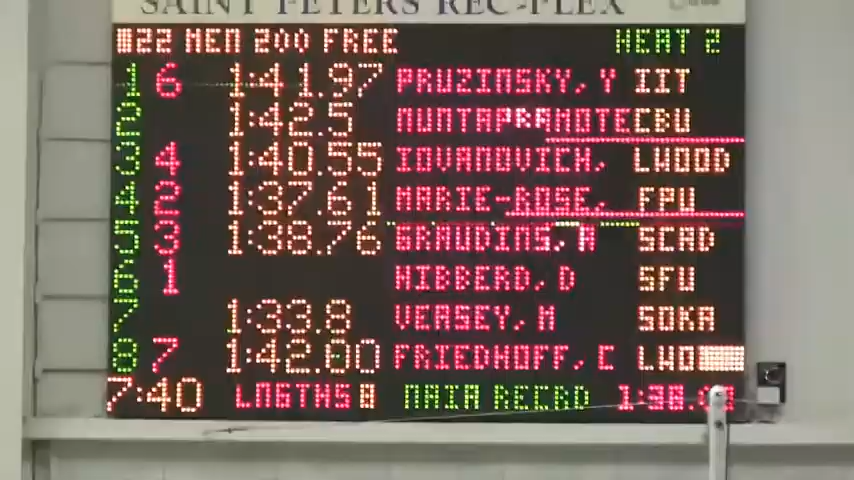 SAINT PETERS REC-PLEX
#22 MEN 200 FREE HEAT 2
1 6 1:41.97 PRUZINSKY, Y IIT
2 1:42.5 MUNTAPRAMOTE CBU
3 4 1:40.55 IOVANOVICH, LWOOD
4 2 1:37.61 MARIE-ROSE, FPU
5 3 1:38.76 GRAUDINS, A SCAD
6 1 HIBBERD, D SFU
7 1:33.8 VERSEY, M SOKA
8 7 1:42.00 FRIEDHOFF, C
7:40 LNGTHS 8 NAIA RECRD